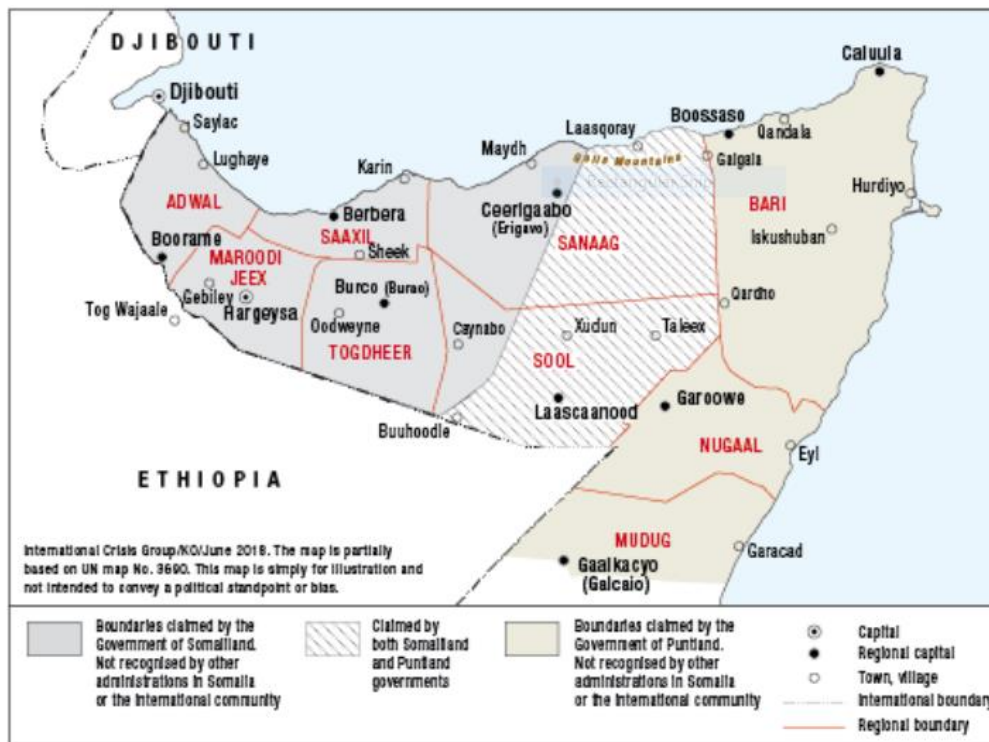 DJIBOUTI
Djibouti
Saylac
Lughaye
ADWAL
Boorame
MAROODI
JEEX
Gebiley
Hargeysa
Tog Wajaale
Karin
Berbera
SAAXIL
Sheek
Burco (Burao)
Oodweyne
TOGDHEER
Caynabo
Buuhoodle
Maydh
Laasqoray
Mountains
Ceerigaabo
(Erigavo)
SANAAG
Xudun
Taleex
SOOL
Laascaanood
Caluula
Boossaso
Qandala
Galgala
Hurdiyo
BARI
Iskushuban
Qardho
Garoowe
NUGAAL
Eyl
MUDUG
Garacad
Gaalkacyo
(Galcaio)
ETHIOPIA
International Crisis Group/KO/June 2018. The map is partially
based on UN map No. 3690. This map is simply for illustration and
not intended to convey a political standpoint or bias.
Boundaries claimed by the
Government of Somaliland.
Not recognised by other
administrations in Somalia
or the international community
Claimed by
both Somaliland
and Puntland
governments
Boundaries claimed by the
Government of Puntland.
Not recognised by other
administrations in Somalia
or the international community
Capital
Regional capital
Town, village
International boundary
Regional boundary